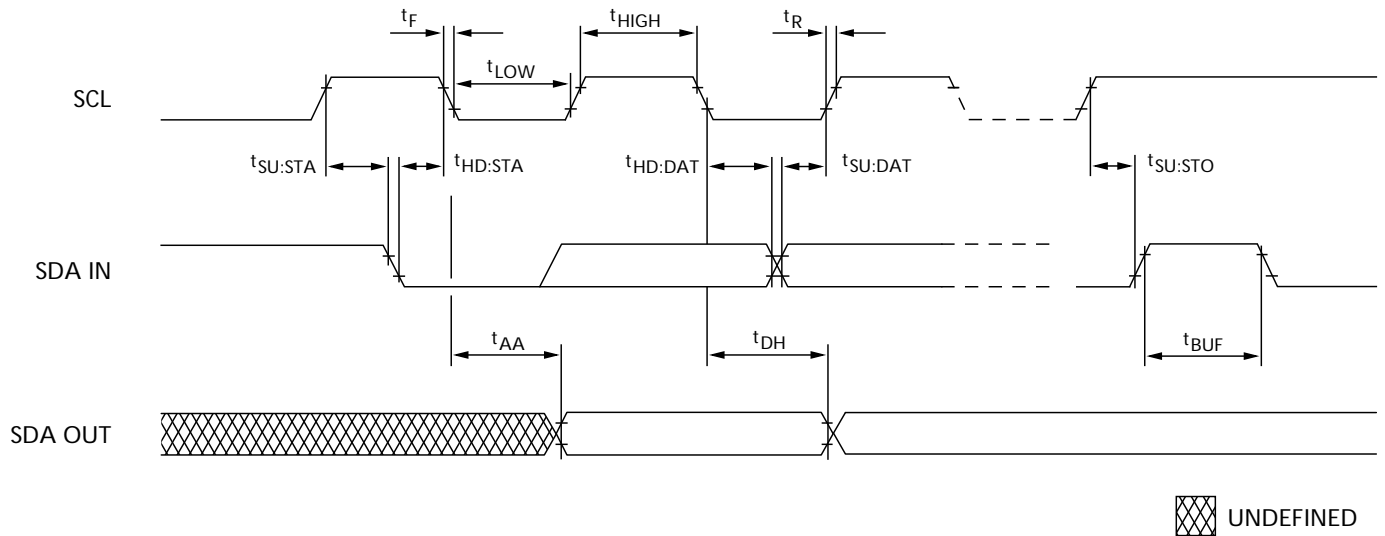 tF
tHIGH
tR
tLOW
SCL
tSU:STA
tHD:STA
tHD:DAT
tSU:DAT
tSU:STO
SDA IN
tAA
tDH
tBUF
SDA OUT
UNDEFINED